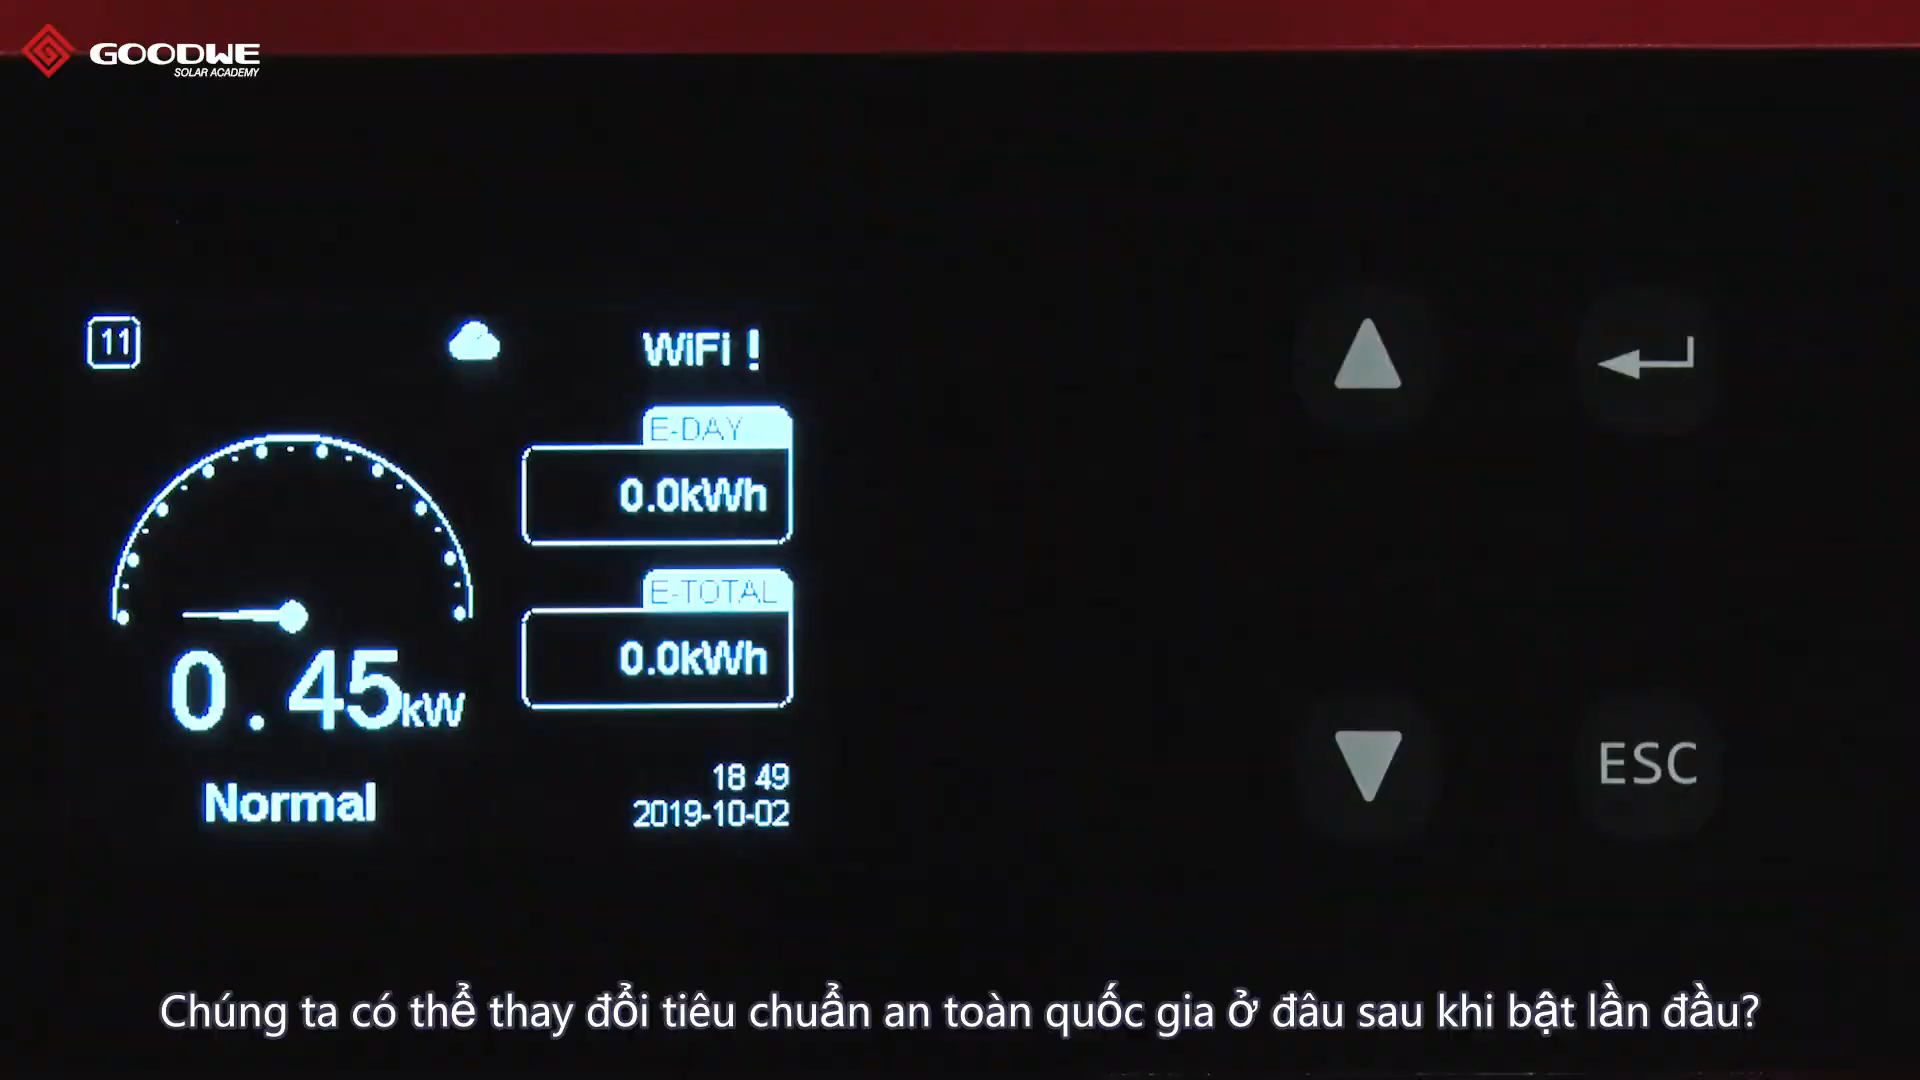 GOODWE
SOLAR ACADEMY
11
WiFi !
E-DAY
0.0kWh
E-TOTAL
0.0kWh
0.45kW
Normal
18 49
2019-10-02
ESC
Chúng ta có thể thay đổi tiêu chuẩn an toàn quốc gia ở đâu sau khi bật lần đầu?